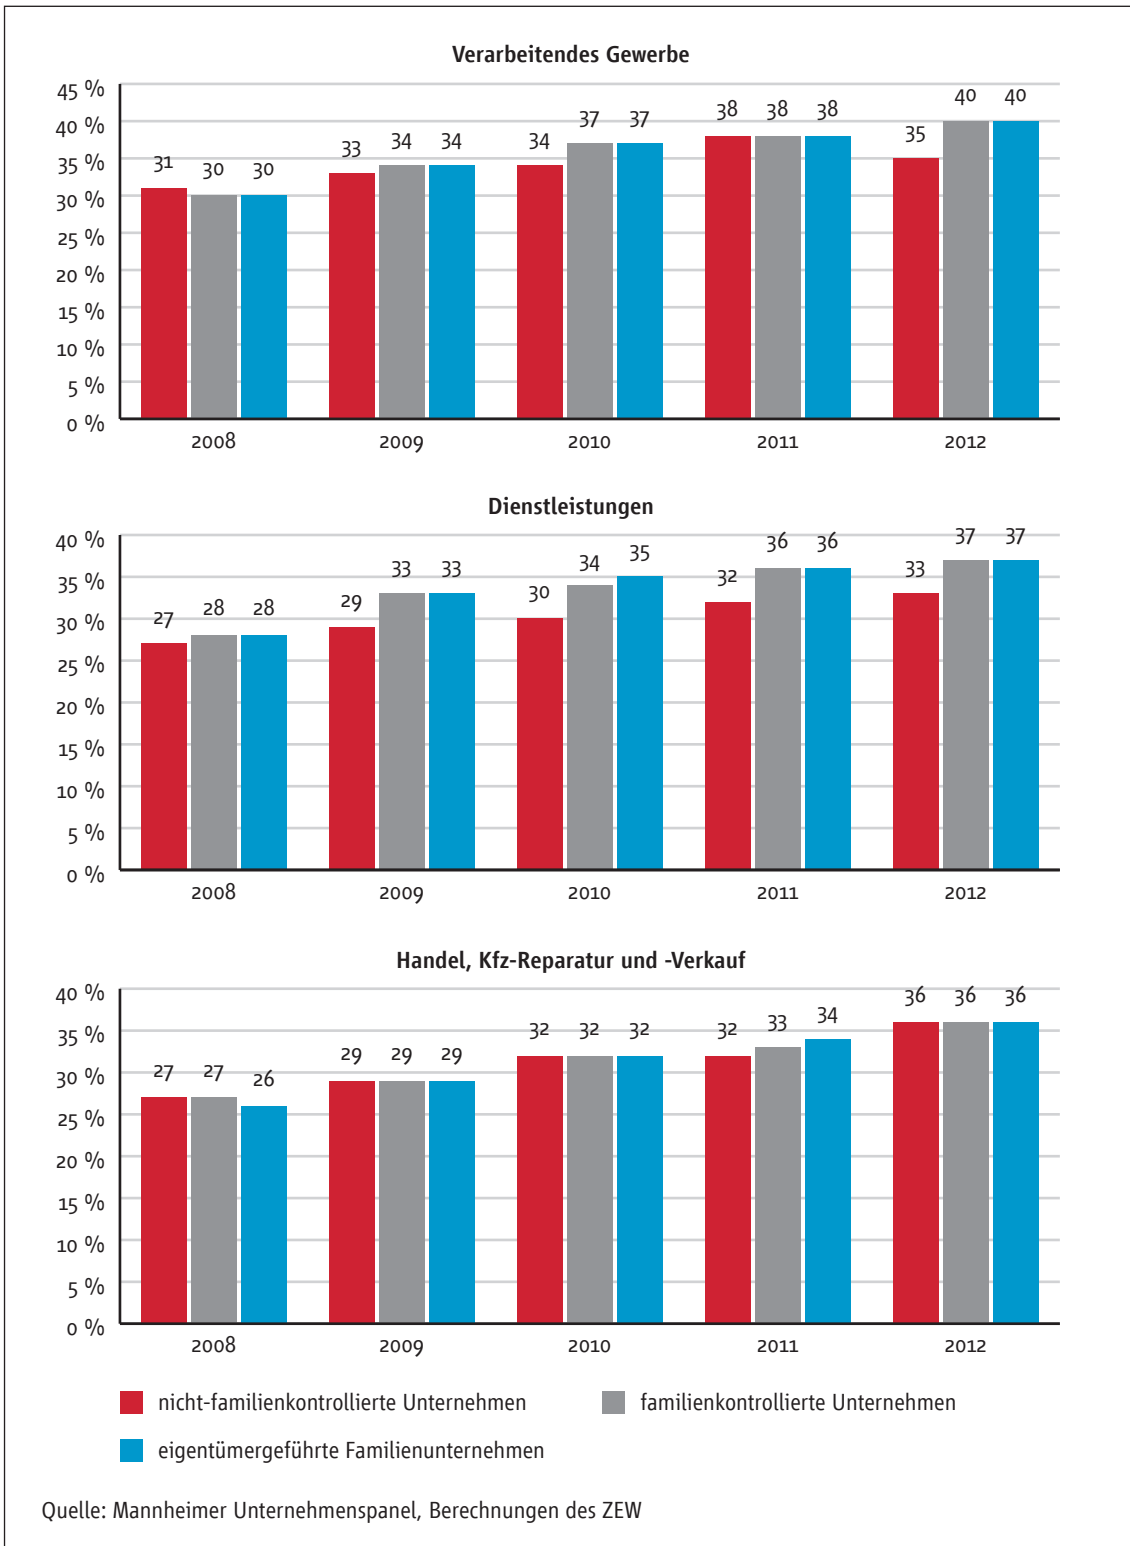 Verarbeitendes Gewerbe
45 %
40 %
35 %
30 %
25 %
20 %
15 %
10 %
5 %
0 %
31 30 30 33 34 34 34 37 37 38 38 38 35 40 40
2008 2009 2010 2011 2012
Dienstleistungen
40 %
35 %
30 %
25 %
20 %
15 %
10 %
5 %
0 %
27 28 28 29 33 33 30 34 35 32 36 36 33 37 37
2008 2009 2010 2011 2012
Handel, Kfz-Reparatur und -Verkauf
40 %
35 %
30 %
25 %
20 %
15 %
10 %
5 %
0 %
27 27 26 29 29 29 32 32 32 32 33 34 36 36 36
2008 2009 2010 2011 2012
nicht-familienkontrollierte Unternehmen familienkontrollierte Unternehmen
eigentümergeführte Familienunternehmen
Quelle: Mannheimer Unternehmenspanel, Berechnungen des ZEW